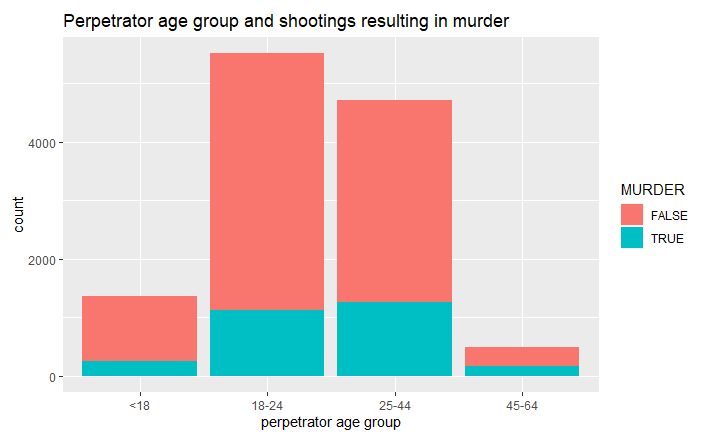 Perpetrator age group and shootings resulting in murder
count
4000
2000
0
<18
18-24
25-44
45-64
perpetrator age group
MURDER
FALSE
TRUE